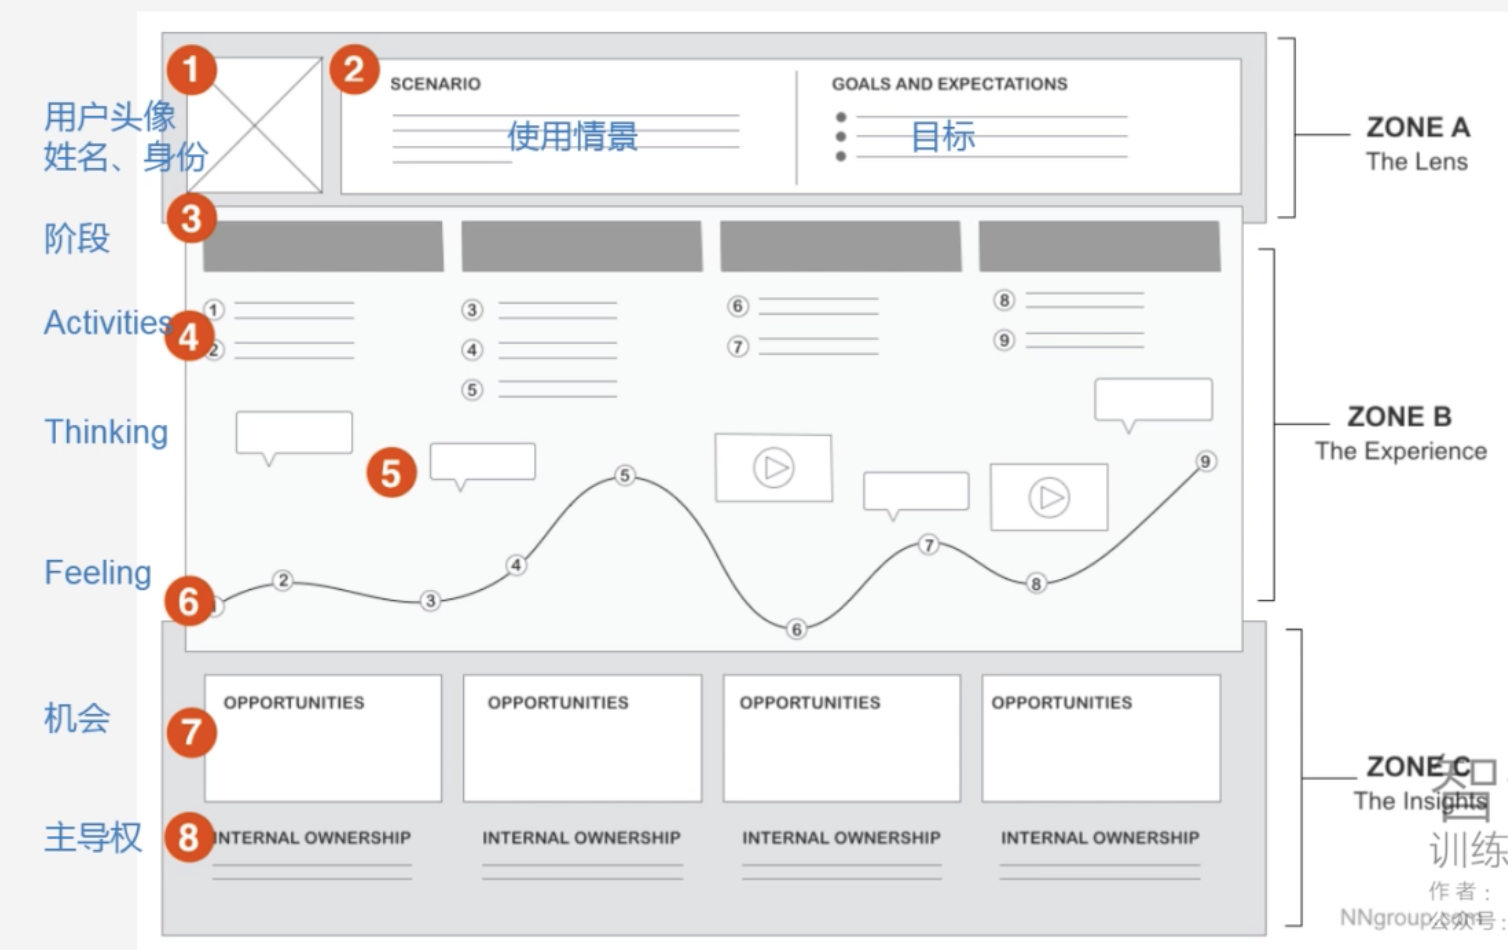 1
2
SCENARIO
GOALS AND EXPECTATIONS
用户头像
姓名、身份
使用情景
目标
ZONE A
The Lens
3
阶段
Activities
4
1
2
3
4
5
6
7
8
9
Thinking
5
ZONE B
The Experience
Feeling
6
2
3
4
5
6
7
8
9
机会
7
OPPORTUNITIES
OPPORTUNITIES
OPPORTUNITIES
OPPORTUNITIES
ZONE C
The Insights
智
主导权
8
INTERNAL OWNERSHIP
INTERNAL OWNERSHIP
INTERNAL OWNERSHIP
INTERNAL OWNERSHIP
训练
作者：
NNgroup.com
公众号：